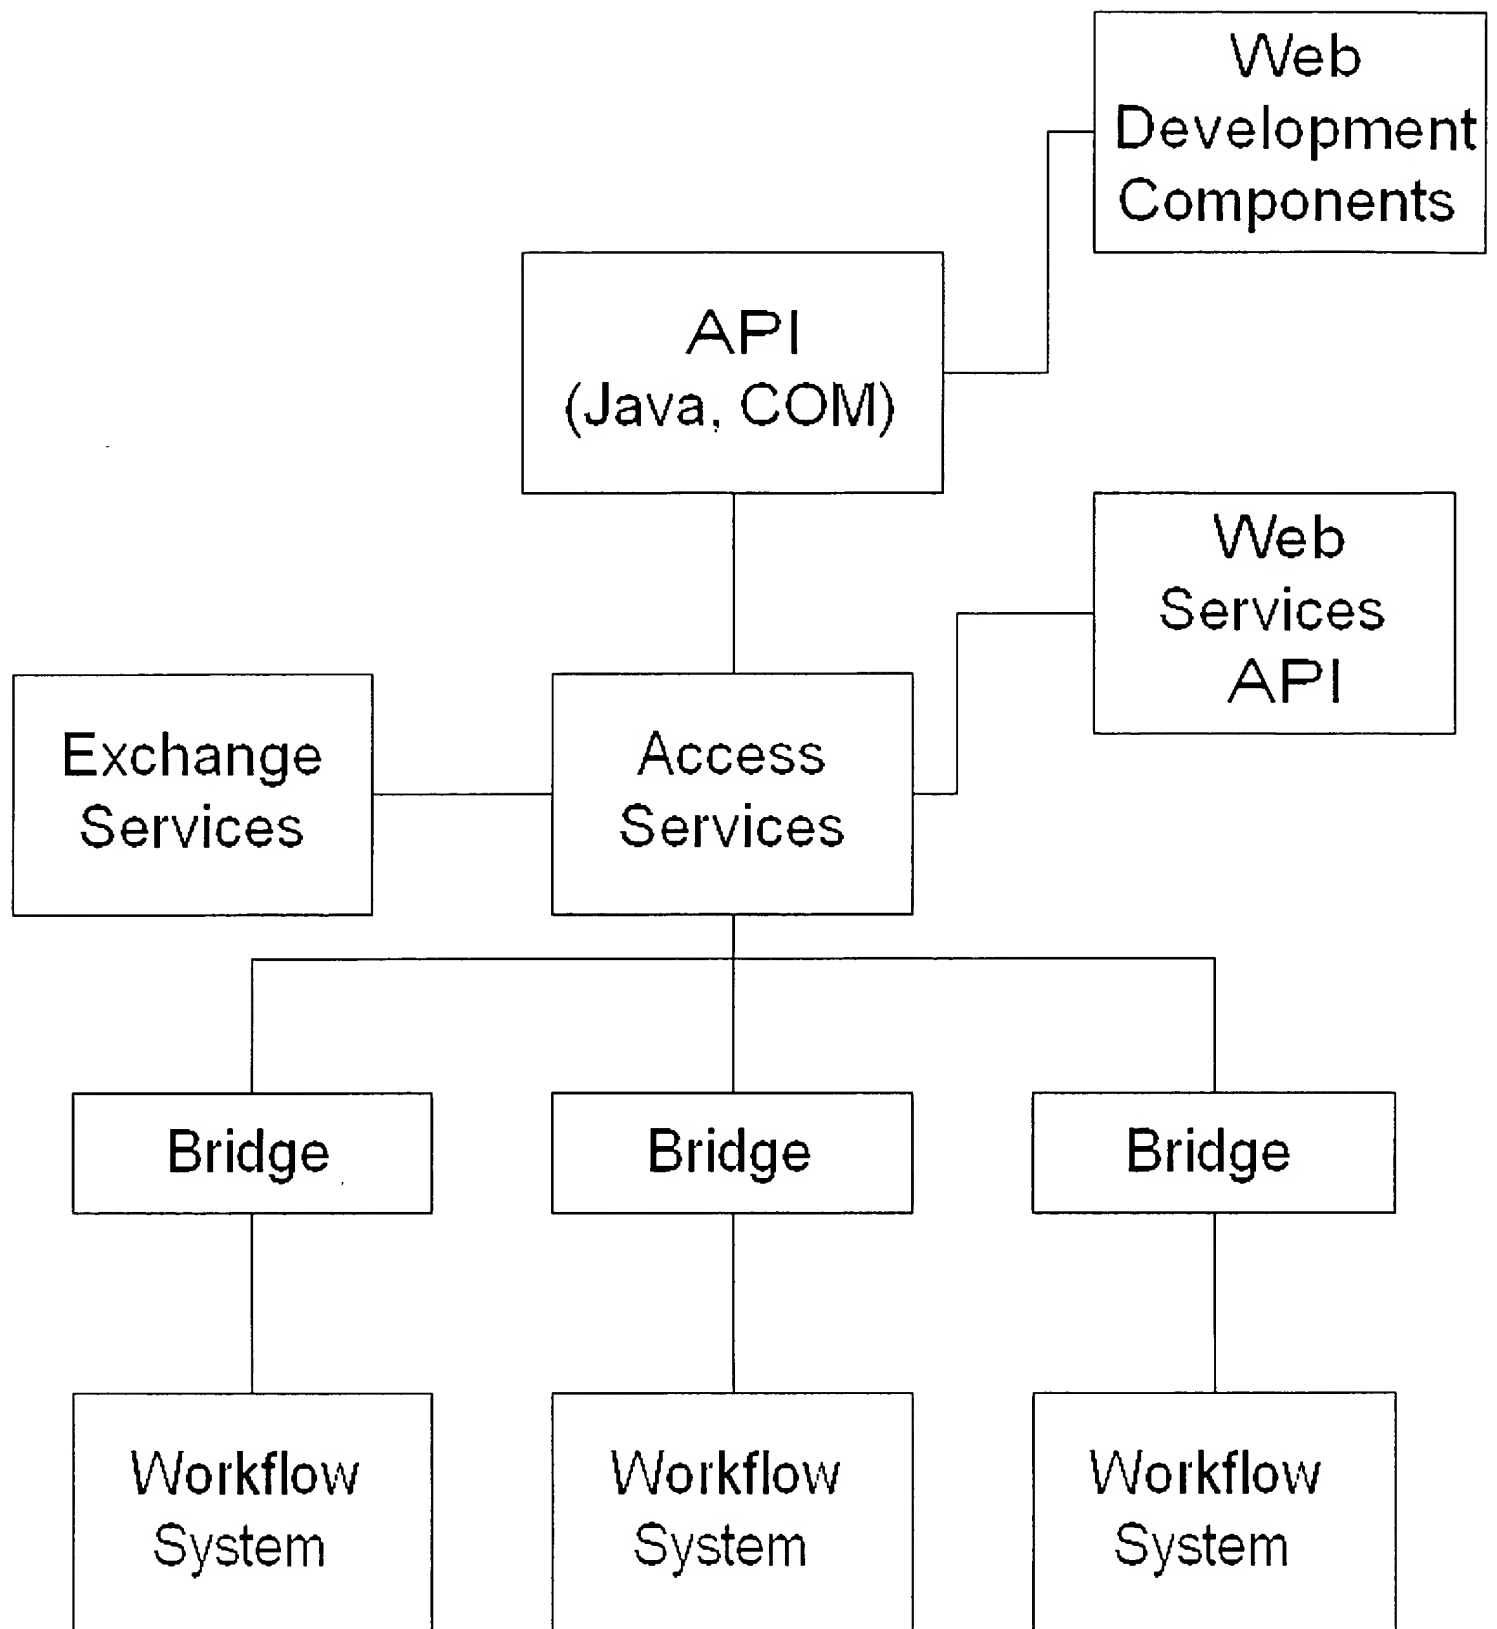 Web
Development
Components
API
(Java, COM)
Web
Services
API
Exchange
Services
Access
Services
Bridge
Bridge
Bridge
Workflow
System
Workflow
System
Workflow
System